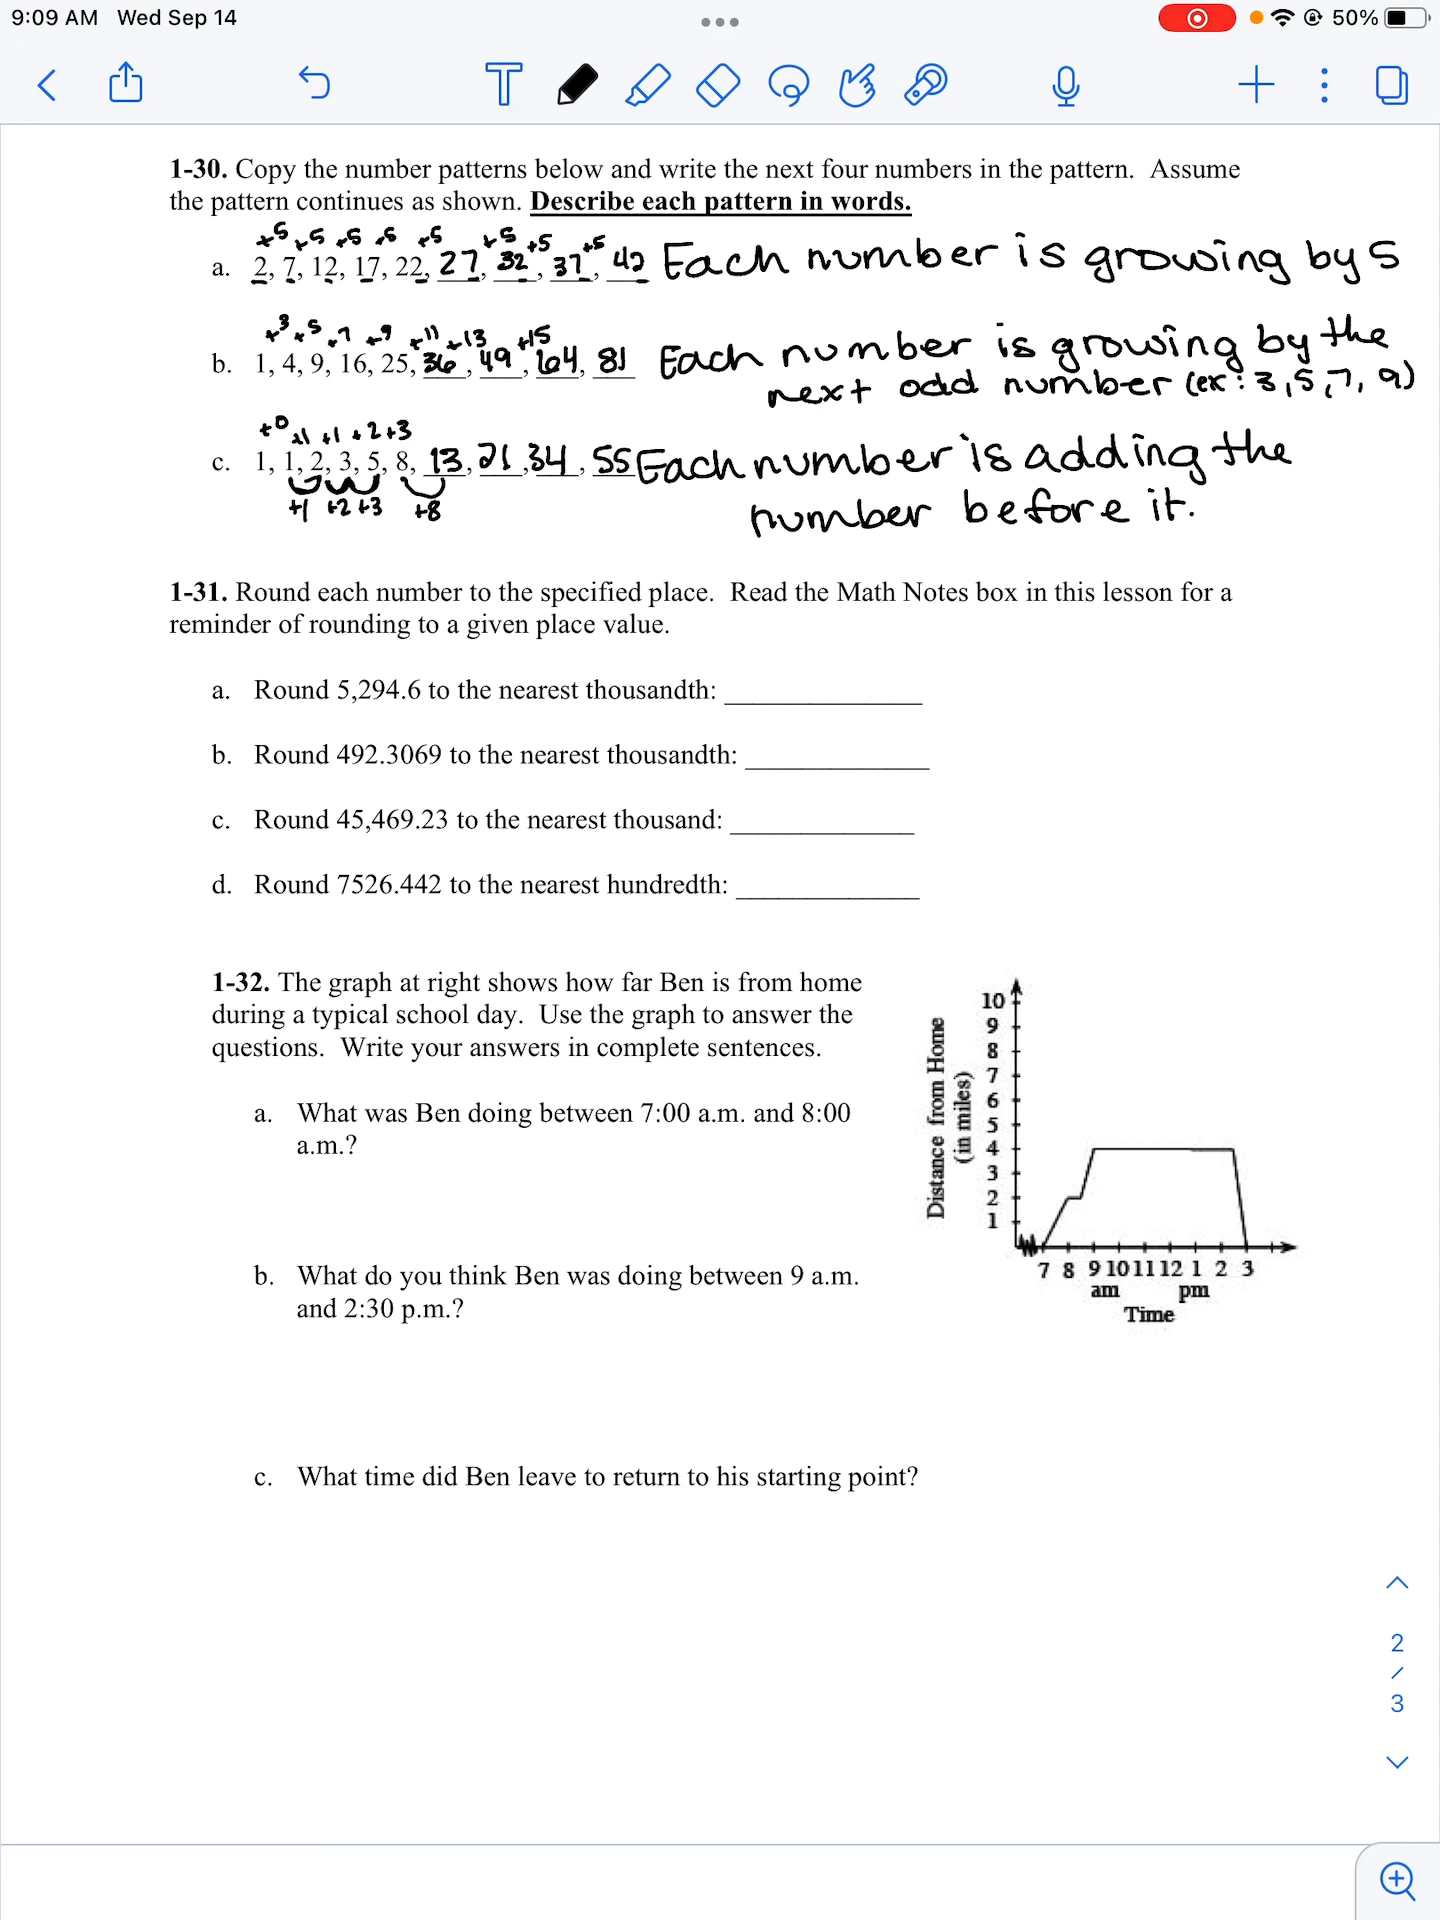 9:09 AM Wed Sep 14
50%
1-30. Copy the number patterns below and write the next four numbers in the pattern. Assume
the pattern continues as shown. Describe each pattern in words.
+5 +5 +5 +5 +5 +5 +5 +5
a. 2, 7, 12, 17, 22, 27, 32, 37, 42 Each number is growing by 5
+3 +5 +7 +9 +11 +13 +15
b. 1, 4, 9, 16, 25, 36, 49, 64, 81 Each number is growing by the
next odd number (ex: 3, 5, 7, 9)
+0 +1 +1 +2 +3
c. 1, 1, 2, 3, 5, 8, 13, 21, 34, 55 Each number is adding the
+1 +2 +3 +8
number before it.
1-31. Round each number to the specified place. Read the Math Notes box in this lesson for a
reminder of rounding to a given place value.
a. Round 5,294.6 to the nearest thousandth:
b. Round 492.3069 to the nearest thousandth:
c. Round 45,469.23 to the nearest thousand:
d. Round 7526.442 to the nearest hundredth:
1-32. The graph at right shows how far Ben is from home
during a typical school day. Use the graph to answer the
questions. Write your answers in complete sentences.
a. What was Ben doing between 7:00 a.m. and 8:00
a.m.?
b. What do you think Ben was doing between 9 a.m.
and 2:30 p.m.?
c. What time did Ben leave to return to his starting point?
Distance from Home
(in miles)
10
9
8
7
6
5
4
3
2
1
7 8 9 10 11 12 1 2 3
am pm
Time
2
/
3